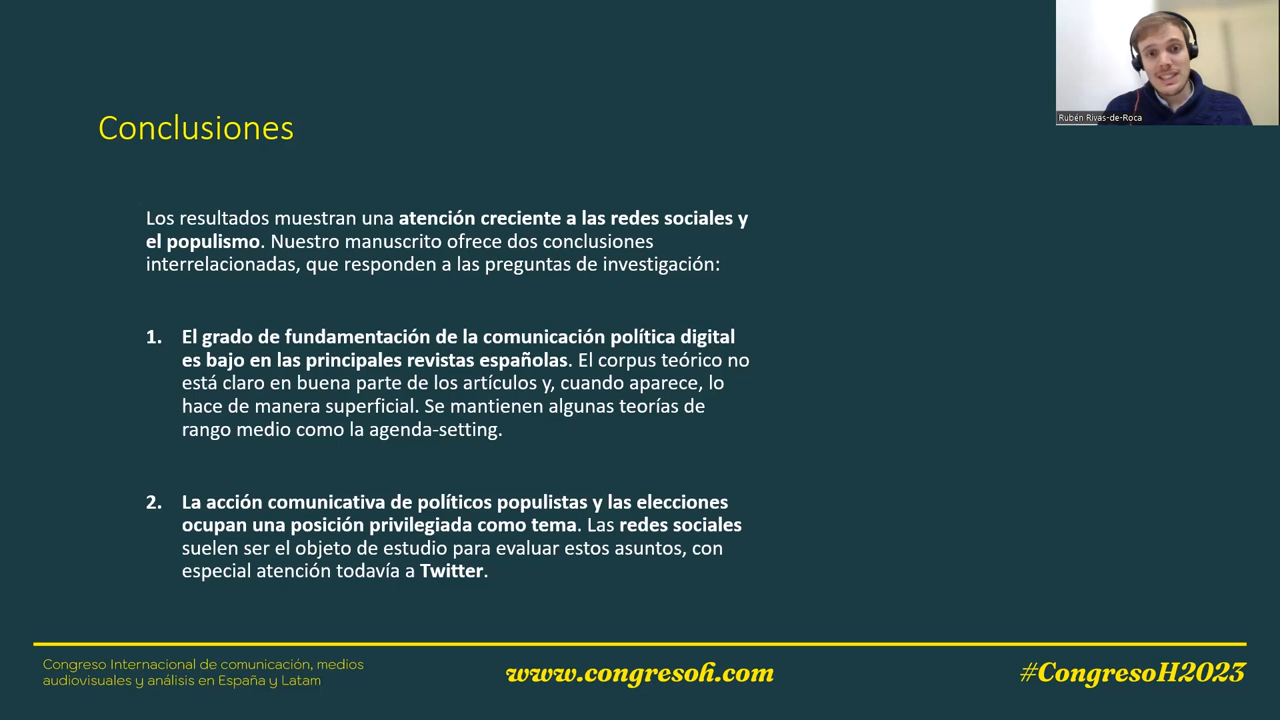 Rubén Rivas-de-Roca
Conclusiones
Los resultados muestran una atención creciente a las redes sociales y
el populismo. Nuestro manuscrito ofrece dos conclusiones
interrelacionadas, que responden a las preguntas de investigación:
1. El grado de fundamentación de la comunicación política digital
es bajo en las principales revistas españolas. El corpus teórico no
está claro en buena parte de los artículos y, cuando aparece, lo
hace de manera superficial. Se mantienen algunas teorías de
rango medio como la agenda-setting.
2. La acción comunicativa de políticos populistas y las elecciones
ocupan una posición privilegiada como tema. Las redes sociales
suelen ser el objeto de estudio para evaluar estos asuntos, con
especial atención todavía a Twitter.
Congreso Internacional de comunicación, medios
audiovisuales y análisis en España y Latam
www.congresoh.com
#CongresoH2023